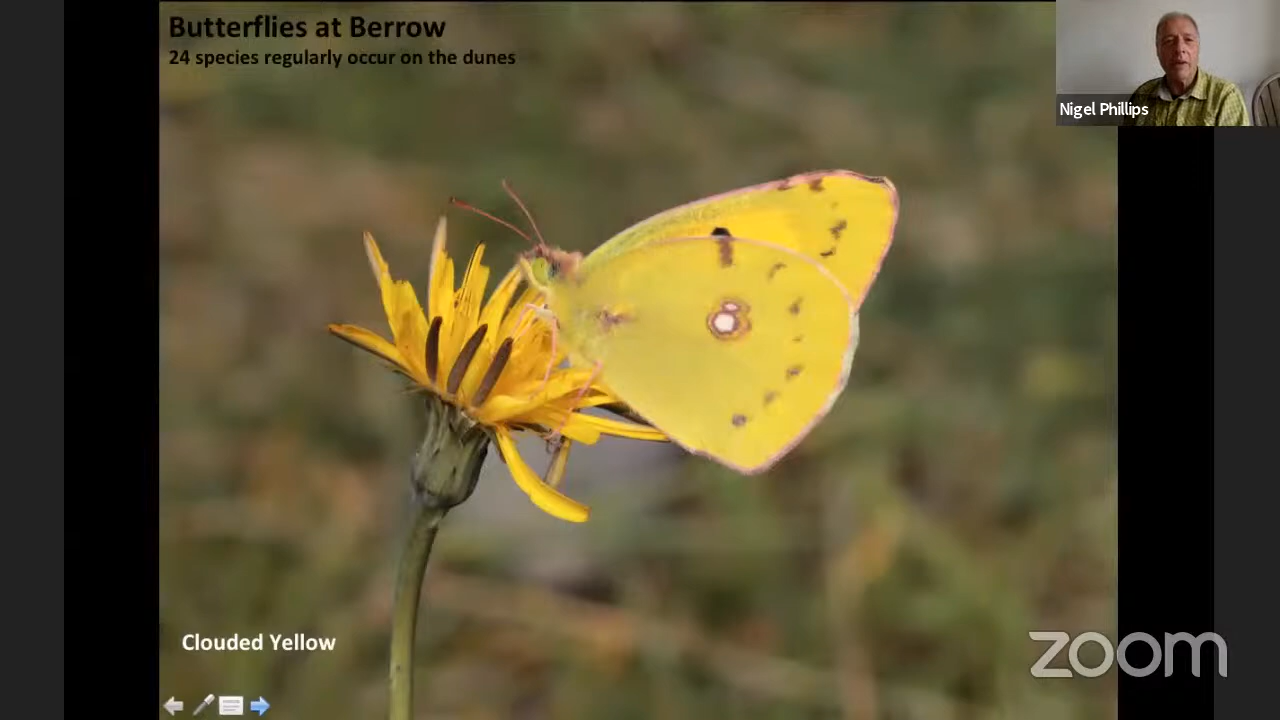 Butterflies at Berrow
24 species regularly occur on the dunes
Nigel Phillips
Clouded Yellow
zoom